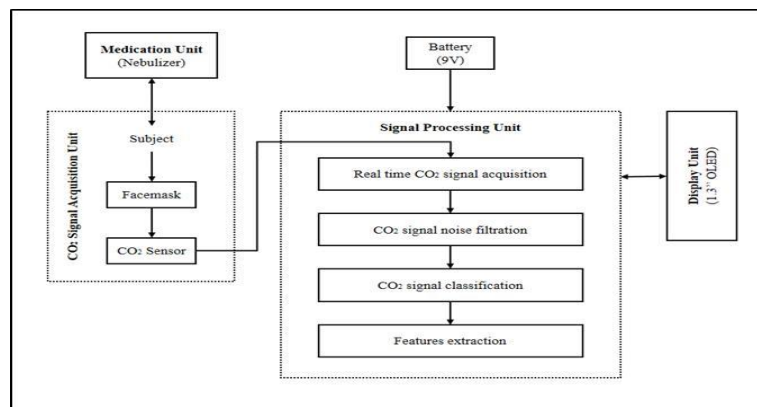 Medication Unit
(Nebulizer)
Battery
(9V)
CO₂ Signal Acquisition Unit
Subject
Facemask
CO₂ Sensor
Signal Processing Unit
Real time CO₂ signal acquisition
CO₂ signal noise filtration
CO₂ signal classification
Features extraction
Display Unit
(1.3” OLED)